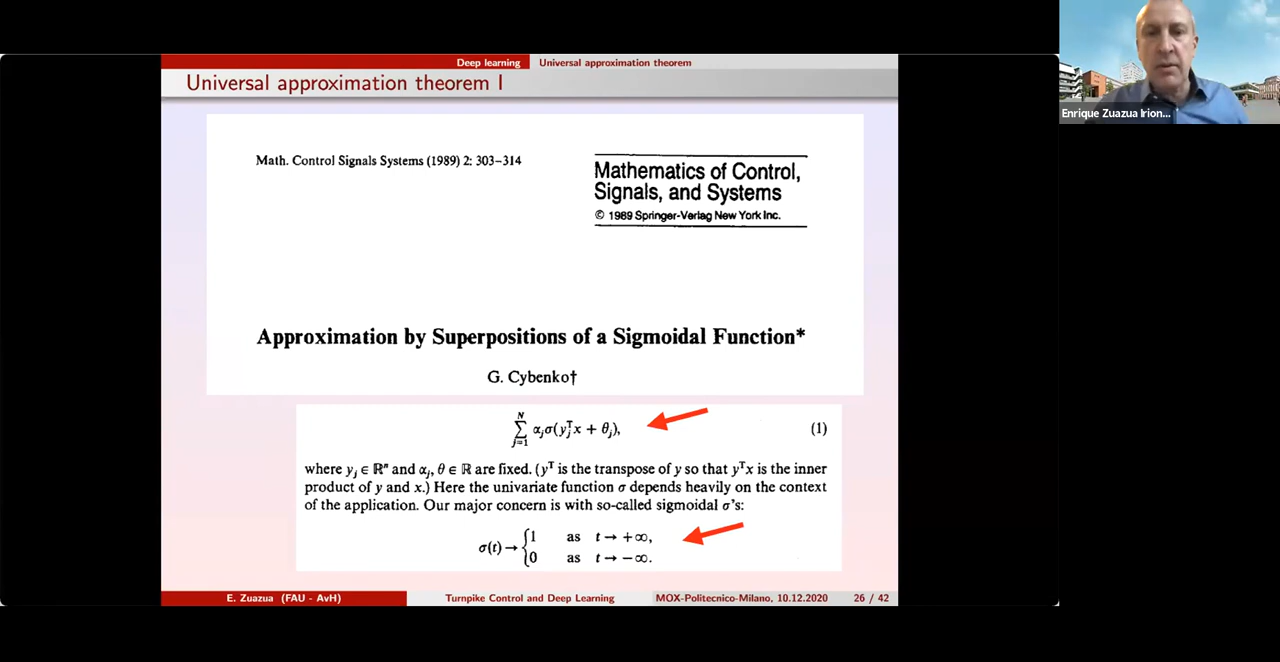 Deep learning Universal approximation theorem
Universal approximation theorem I
Math. Control Signals Systems (1989) 2: 303–314
Mathematics of Control,
Signals, and Systems
© 1989 Springer-Verlag New York Inc.
Approximation by Superpositions of a Sigmoidal Function*
G. Cybenko†
N
∑ αⱼσ(yⱼᵀx + θⱼ), (1)
j=1
where yⱼ ∈ ℝⁿ and αⱼ, θ ∈ ℝ are fixed. (yᵀ is the transpose of y so that yᵀx is the inner
product of y and x.) Here the univariate function σ depends heavily on the context
of the application. Our major concern is with so-called sigmoidal σ's:
σ(t) → {1 as t → +∞,
0 as t → −∞.
E. Zuazua (FAU - AvH) Turnpike Control and Deep Learning MOX-Politecnico-Milano, 10.12.2020 26 / 42
Enrique Zuazua Irion...